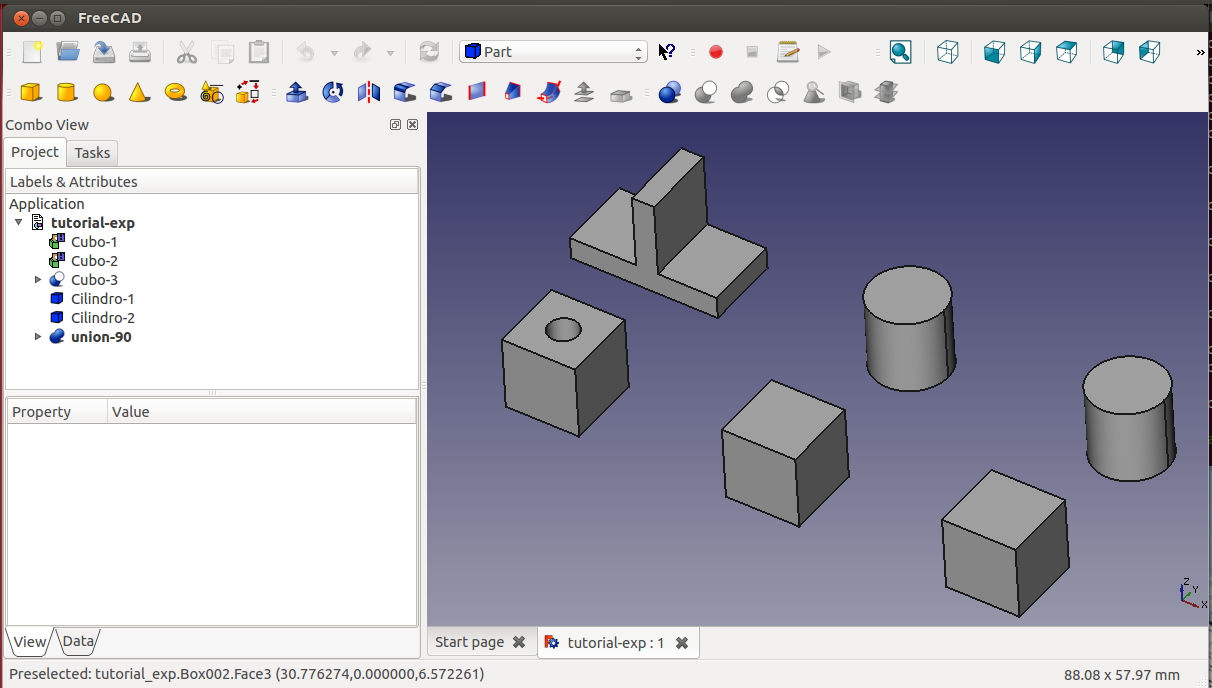 FreeCAD
Part
»
Combo View
Project Tasks
Labels & Attributes
Application
tutorial-exp
Cubo-1
Cubo-2
Cubo-3
Cilindro-1
Cilindro-2
union-90
Property Value
Z
Y
X
View Data
Start page tutorial-exp : 1
Preselected: tutorial_exp.Box002.Face3 (30.776274,0.000000,6.572261) 88.08 x 57.97 mm